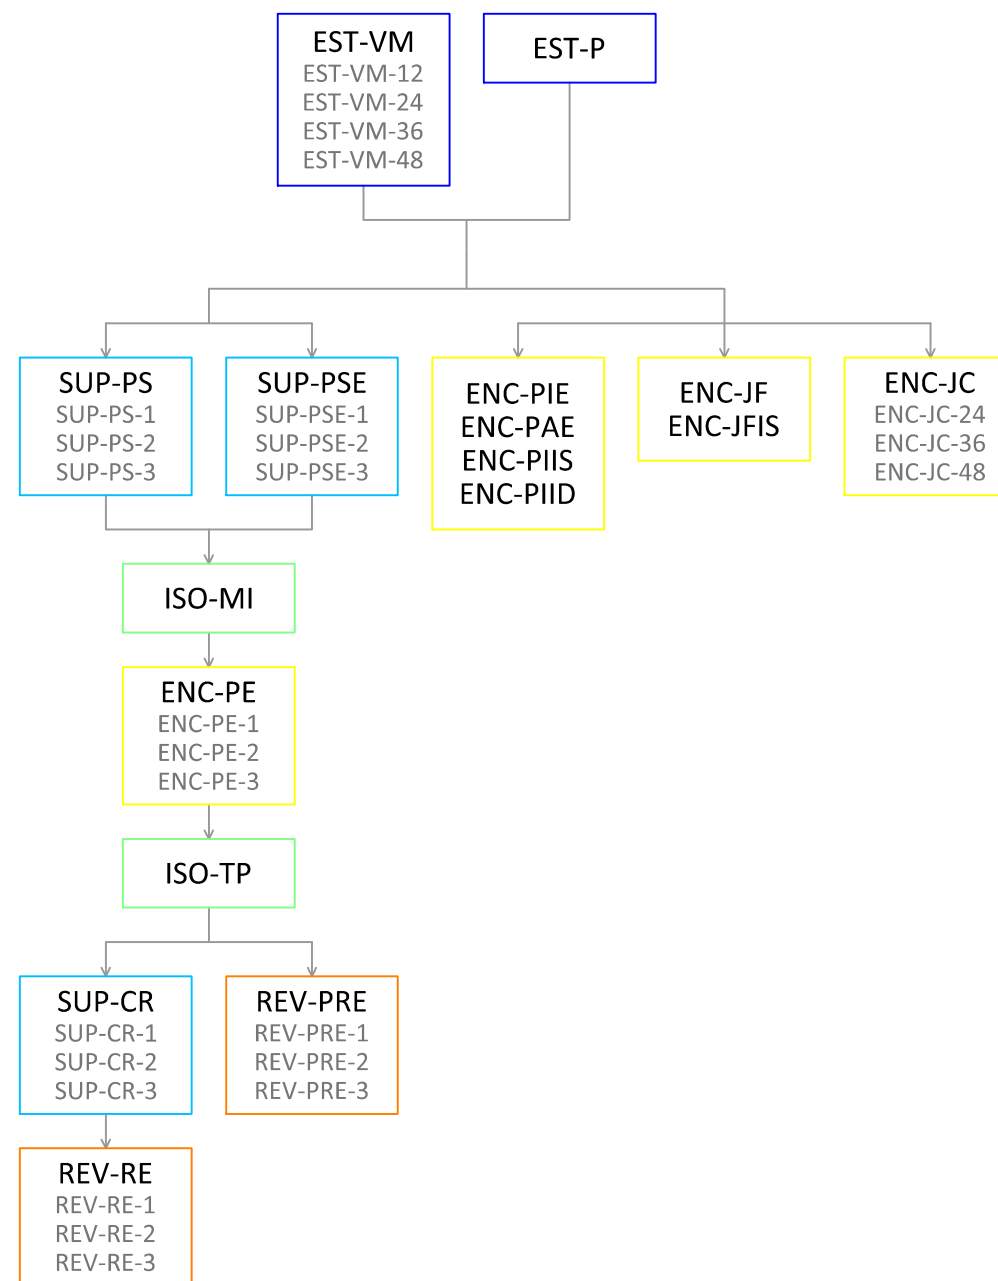 EST-VM
EST-VM-12
EST-VM-24
EST-VM-36
EST-VM-48
EST-P
SUP-PS
SUP-PS-1
SUP-PS-2
SUP-PS-3
SUP-PSE
SUP-PSE-1
SUP-PSE-2
SUP-PSE-3
ENC-PIE
ENC-PAE
ENC-PIIS
ENC-PIID
ENC-JF
ENC-JFIS
ENC-JC
ENC-JC-24
ENC-JC-36
ENC-JC-48
ISO-MI
ENC-PE
ENC-PE-1
ENC-PE-2
ENC-PE-3
ISO-TP
SUP-CR
SUP-CR-1
SUP-CR-2
SUP-CR-3
REV-PRE
REV-PRE-1
REV-PRE-2
REV-PRE-3
REV-RE
REV-RE-1
REV-RE-2
REV-RE-3